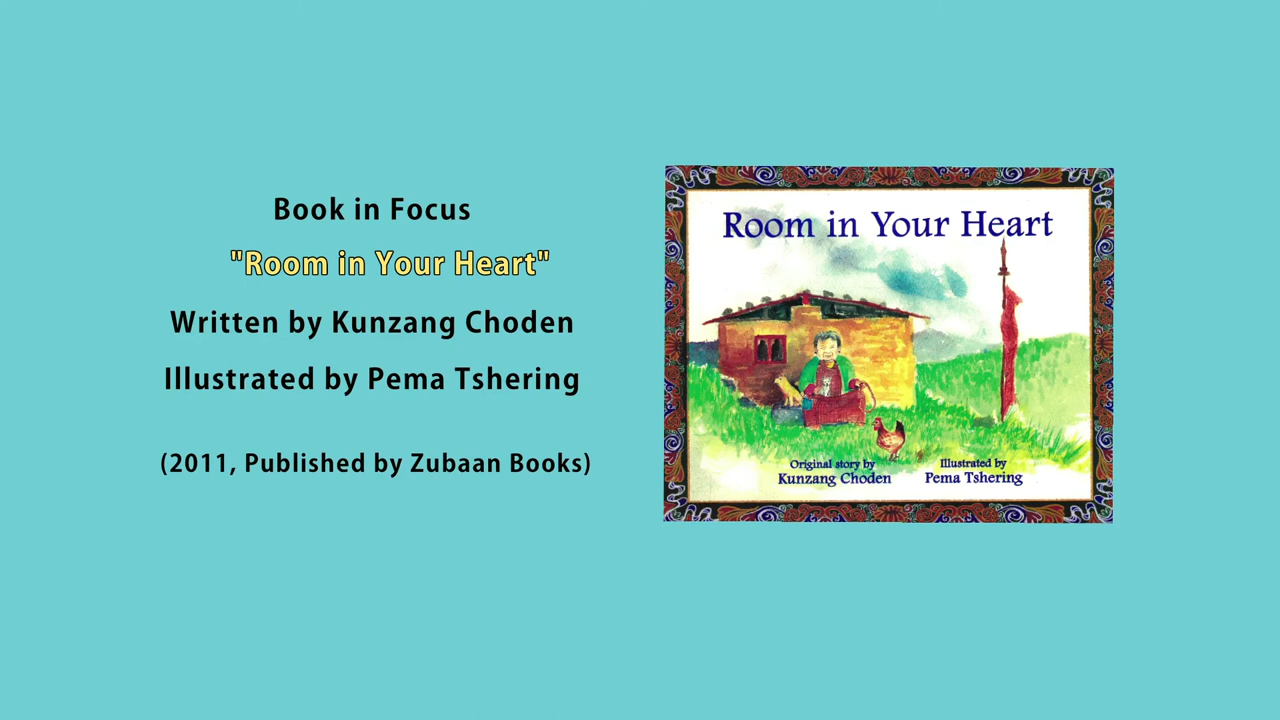 Book in Focus
"Room in Your Heart"
Written by Kunzang Choden
Illustrated by Pema Tshering
(2011, Published by Zubaan Books)
Room in Your Heart
Original story by
Kunzang Choden
Illustrated by
Pema Tshering